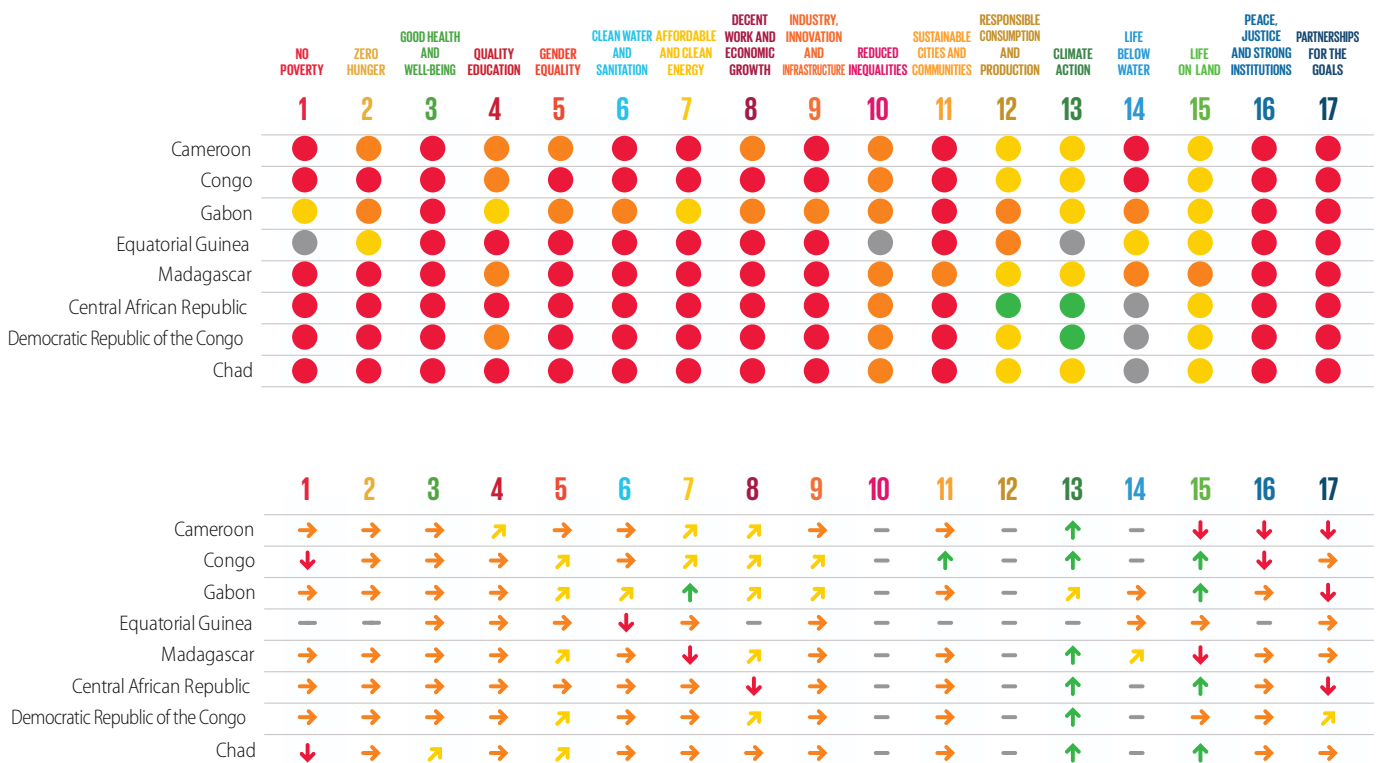 NO POVERTY
ZERO HUNGER
GOOD HEALTH AND WELL-BEING
QUALITY EDUCATION
GENDER EQUALITY
CLEAN WATER AND SANITATION
AFFORDABLE AND CLEAN ENERGY
DECENT WORK AND ECONOMIC GROWTH
INDUSTRY, INNOVATION AND INFRASTRUCTURE
REDUCED INEQUALITIES
SUSTAINABLE CITIES AND COMMUNITIES
RESPONSIBLE CONSUMPTION AND PRODUCTION
CLIMATE ACTION
LIFE BELOW WATER
LIFE ON LAND
PEACE, JUSTICE AND STRONG INSTITUTIONS
PARTNERSHIPS FOR THE GOALS
1 2 3 4 5 6 7 8 9 10 11 12 13 14 15 16 17
Cameroon
Congo
Gabon
Equatorial Guinea
Madagascar
Central African Republic
Democratic Republic of the Congo
Chad
1 2 3 4 5 6 7 8 9 10 11 12 13 14 15 16 17
Cameroon
Congo
Gabon
Equatorial Guinea
Madagascar
Central African Republic
Democratic Republic of the Congo
Chad